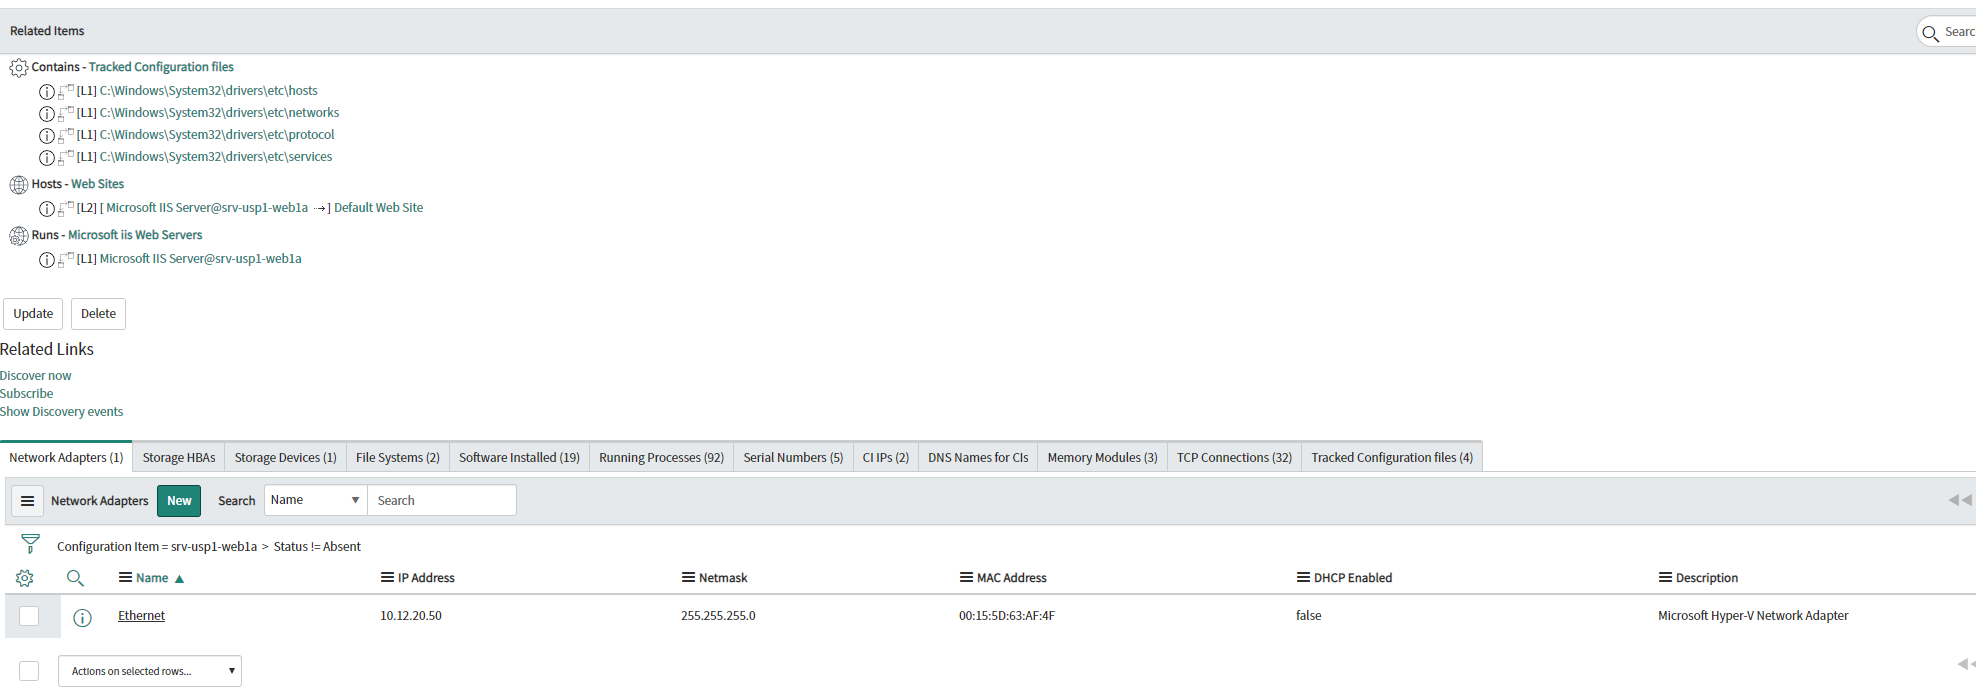 Related Items
Searc
Contains - Tracked Configuration files
[L1] C:\Windows\System32\drivers\etc\hosts
[L1] C:\Windows\System32\drivers\etc\networks
[L1] C:\Windows\System32\drivers\etc\protocol
[L1] C:\Windows\System32\drivers\etc\services
Hosts - Web Sites
[L2] [ Microsoft IIS Server@srv-usp1-web1a → ] Default Web Site
Runs - Microsoft iis Web Servers
[L1] Microsoft IIS Server@srv-usp1-web1a
Update Delete
Related Links
Discover now
Subscribe
Show Discovery events
Network Adapters (1) Storage HBAs Storage Devices (1) File Systems (2) Software Installed (19) Running Processes (92) Serial Numbers (5) CI IPs (2) DNS Names for CIs Memory Modules (3) TCP Connections (32) Tracked Configuration files (4)
Network Adapters New Search Name Search
Configuration Item = srv-usp1-web1a > Status != Absent
Name IP Address Netmask MAC Address DHCP Enabled Description
Ethernet 10.12.20.50 255.255.255.0 00:15:5D:63:AF:4F false Microsoft Hyper-V Network Adapter
Actions on selected rows...